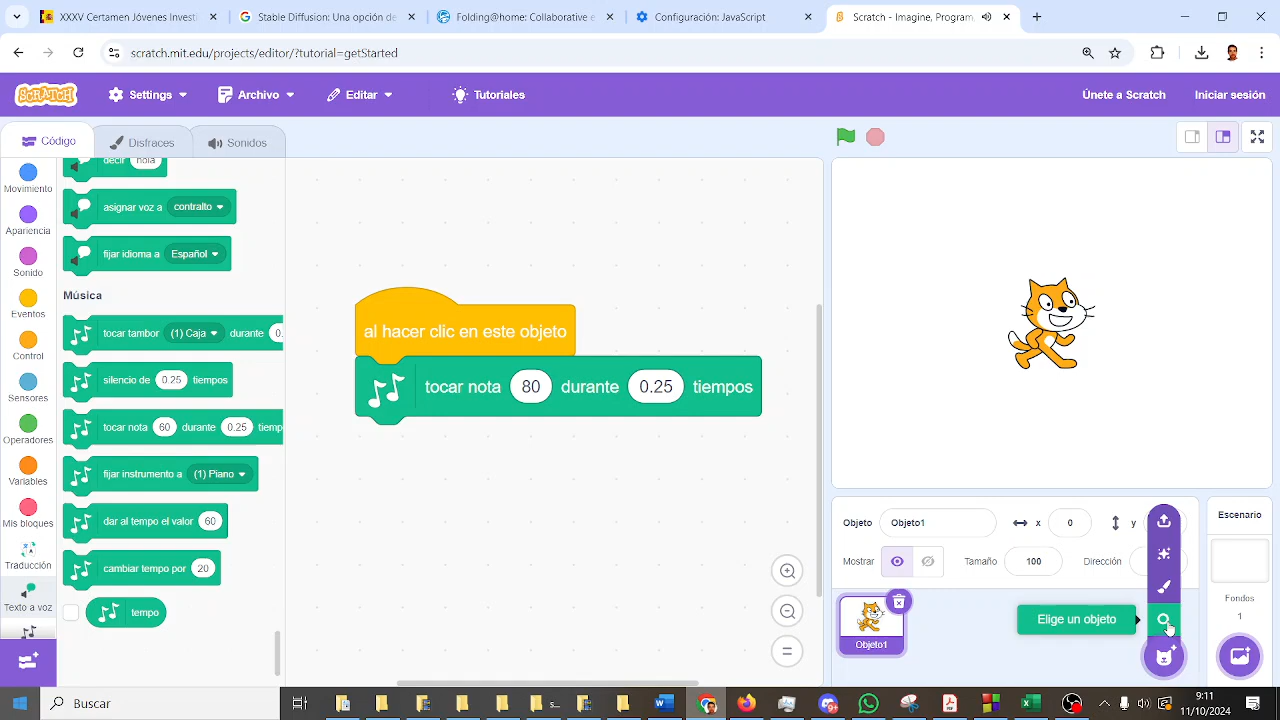 XXXV Certamen Jóvenes Investi
Stable Diffusion: Una opción de
Folding@home: Collaborative e
Configuración: JavaScript
Scratch - Imagine, Program
scratch.mit.edu/projects/editor/?tutorial=getStarted
SCRATCH
Settings
Archivo
Editar
Tutoriales
Únete a Scratch
Iniciar sesión
Código
Disfraces
Sonidos
Movimiento
Apariencia
Sonido
Eventos
Control
Sensores
Operadores
Variables
Mis bloques
Traducción
Texto a voz
decir hola
asignar voz a contralto
fijar idioma a Español
Música
tocar tambor (1) Caja durante 0.
silencio de 0.25 tiempos
tocar nota 60 durante 0.25 tiemp
fijar instrumento a (1) Piano
dar al tempo el valor 60
cambiar tempo por 20
tempo
al hacer clic en este objeto
tocar nota 80 durante 0.25 tiempos
Objeto Objeto1 x 0 y
Mostrar Tamaño 100 Dirección
Objeto1
Elige un objeto
Escenario
Fondos
1
Buscar
9:11
11/10/2024